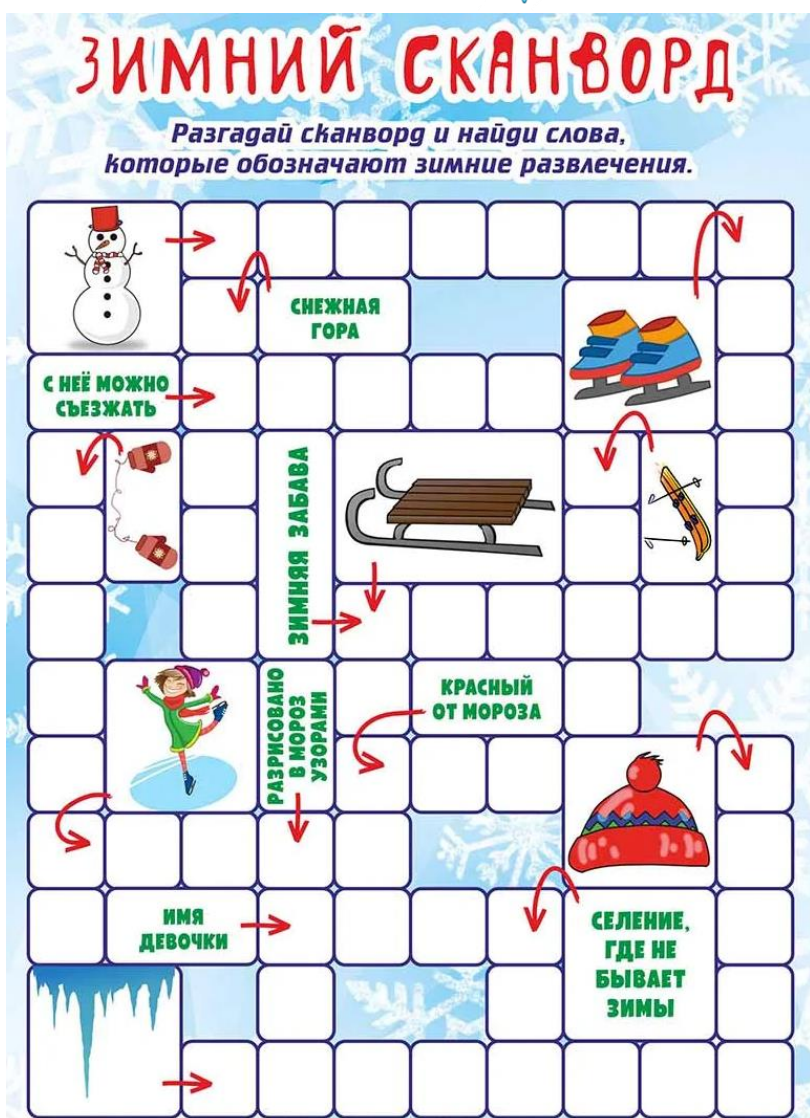 ЗИМНИЙ СКАНВОРД
Разгадай сканворд и найди слова,
которые обозначают зимние развлечения.
СНЕЖНАЯ
ГОРА
С НЕЁ МОЖНО
СЪЕЗЖАТЬ
ЗИМНЯЯ ЗАБАВА
РАЗРИСОВАНО
В МОРОЗ
УЗОРАМИ
КРАСНЫЙ
ОТ МОРОЗА
ИМЯ
ДЕВОЧКИ
СЕЛЕНИЕ,
ГДЕ НЕ
БЫВАЕТ
ЗИМЫ